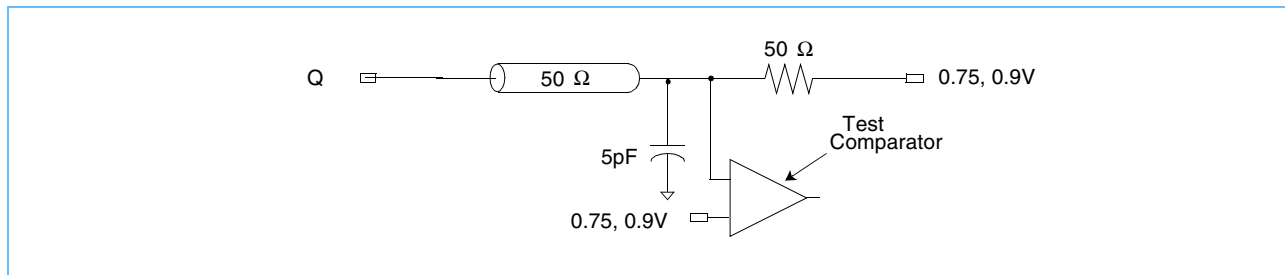 50 Ω
Q
50 Ω
0.75, 0.9V
Test
Comparator
5pF
0.75, 0.9V